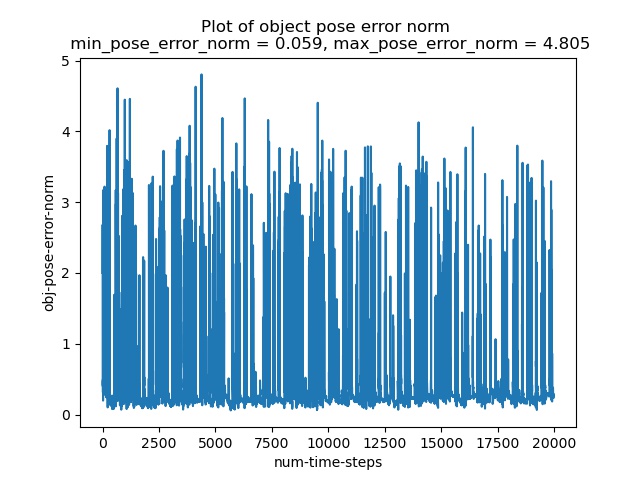 Plot of object pose error norm
min_pose_error_norm = 0.059, max_pose_error_norm = 4.805
5
4
3
2
1
0
obj-pose-error-norm
0 2500 5000 7500 10000 12500 15000 17500 20000
num-time-steps